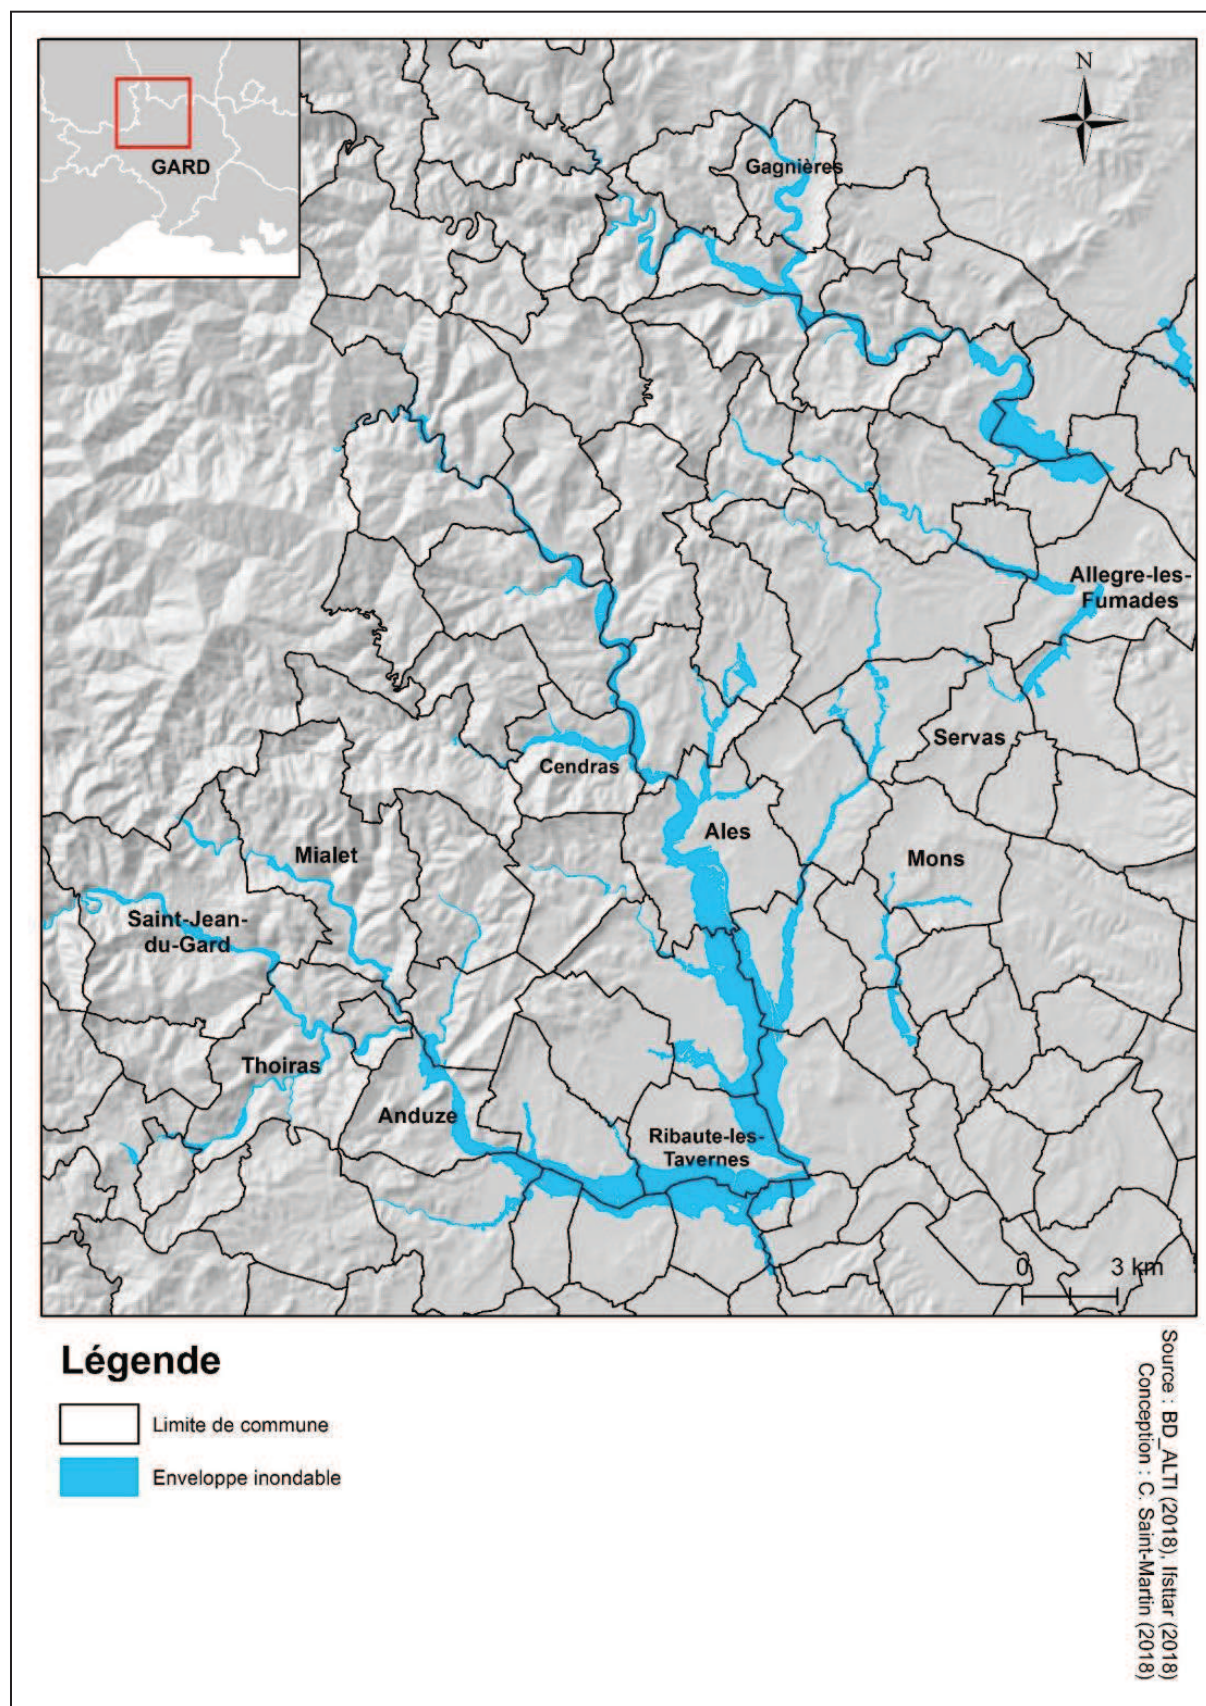 GARD
N
Gagnières
Allegre-les-
Fumades
Servas
Cendras
Ales
Mons
Mialet
Saint-Jean-
du-Gard
Thoiras
Anduze
Ribaute-les-
Tavernes
0 3 km
Légende
Limite de commune
Enveloppe inondable
Source : BD_ALTI (2018), Ifsttar (2018)
Conception : C. Saint-Martin (2018)